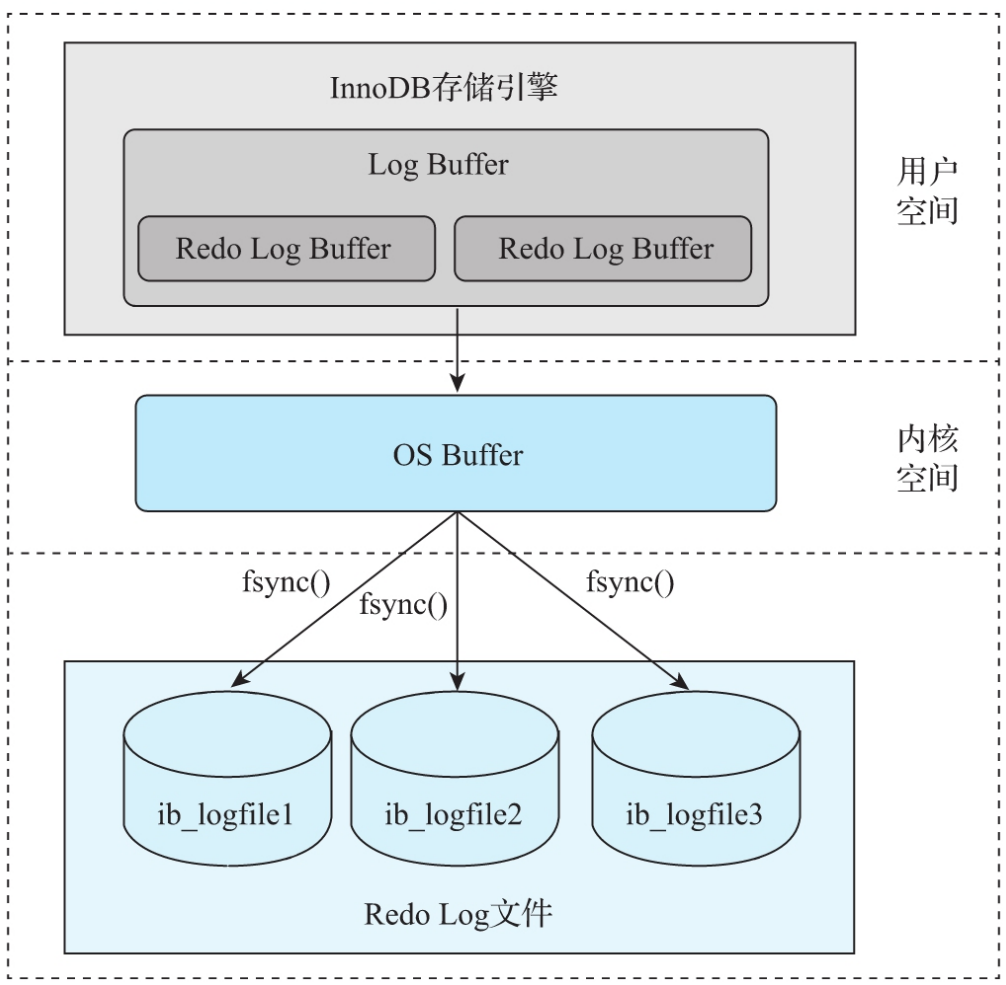 InnoDB存储引擎
Log Buffer
Redo Log Buffer
Redo Log Buffer
用户
空间
OS Buffer
内核
空间
fsync()
fsync()
fsync()
ib_logfile1
ib_logfile2
ib_logfile3
Redo Log文件